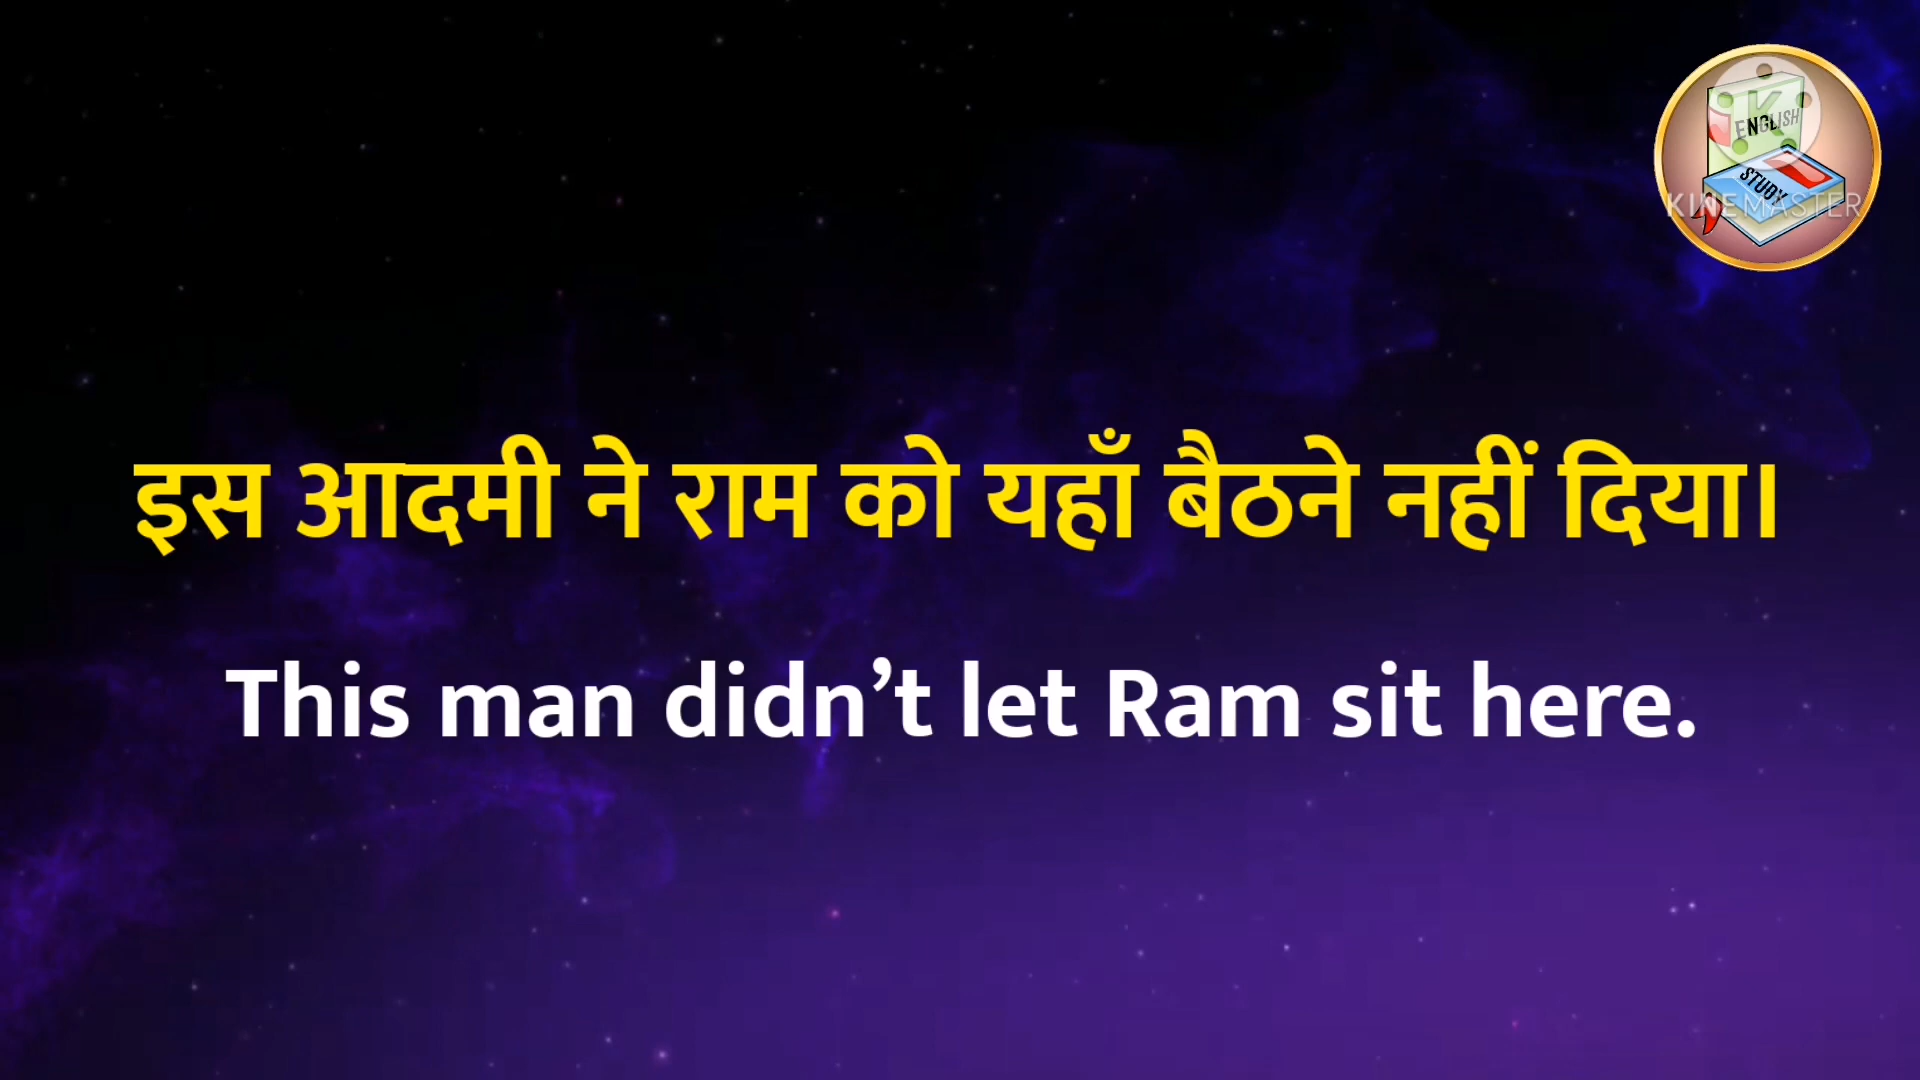 ENGLISH
STUDY
KINEMASTER
इस आदमी ने राम को यहाँ बैठने नहीं दिया।
This man didn’t let Ram sit here.